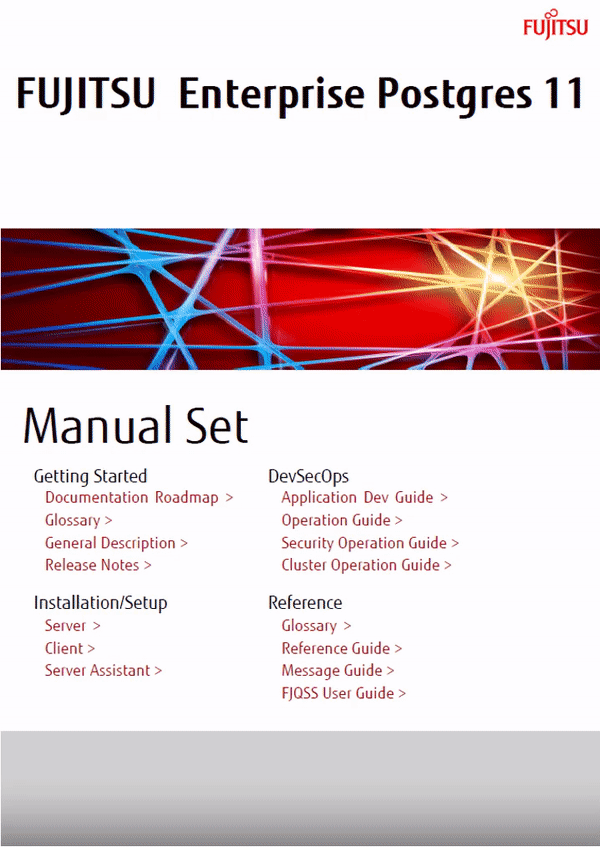 FUJITSU
FUJITSU Enterprise Postgres 11
Manual Set
Getting Started
Documentation Roadmap >
Glossary >
General Description >
Release Notes >
Installation/Setup
Server >
Client >
Server Assistant >
DevSecOps
Application Dev Guide >
Operation Guide >
Security Operation Guide >
Cluster Operation Guide >
Reference
Glossary >
Reference Guide >
Message Guide >
FJQSS User Guide >